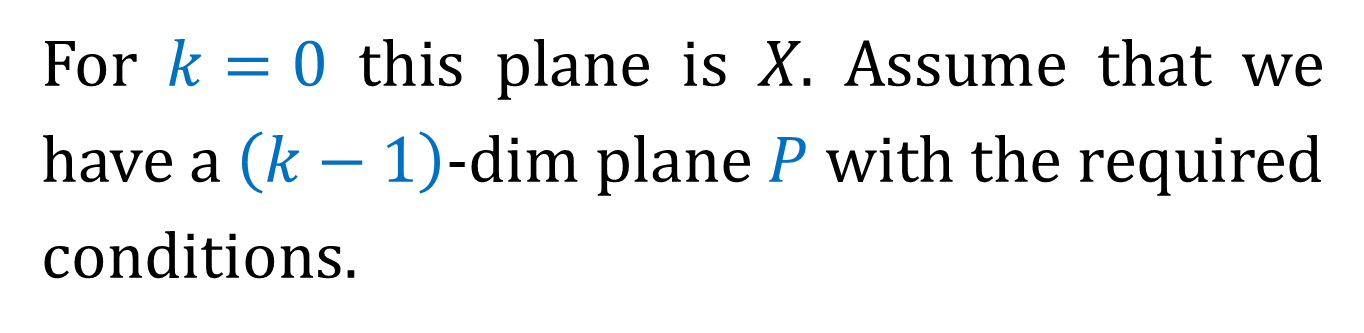 For k = 0 this plane is X. Assume that we
have a (k − 1)-dim plane P with the required
conditions.